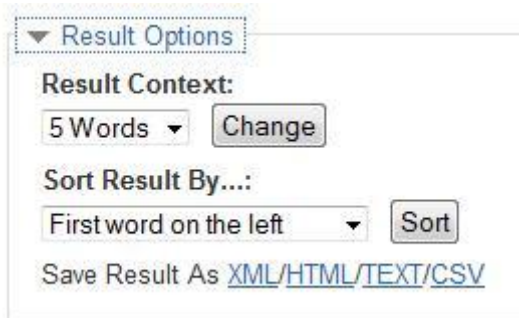 Result Options
Result Context:
5 Words Change
Sort Result By...:
First word on the left Sort
Save Result As XML/HTML/TEXT/CSV